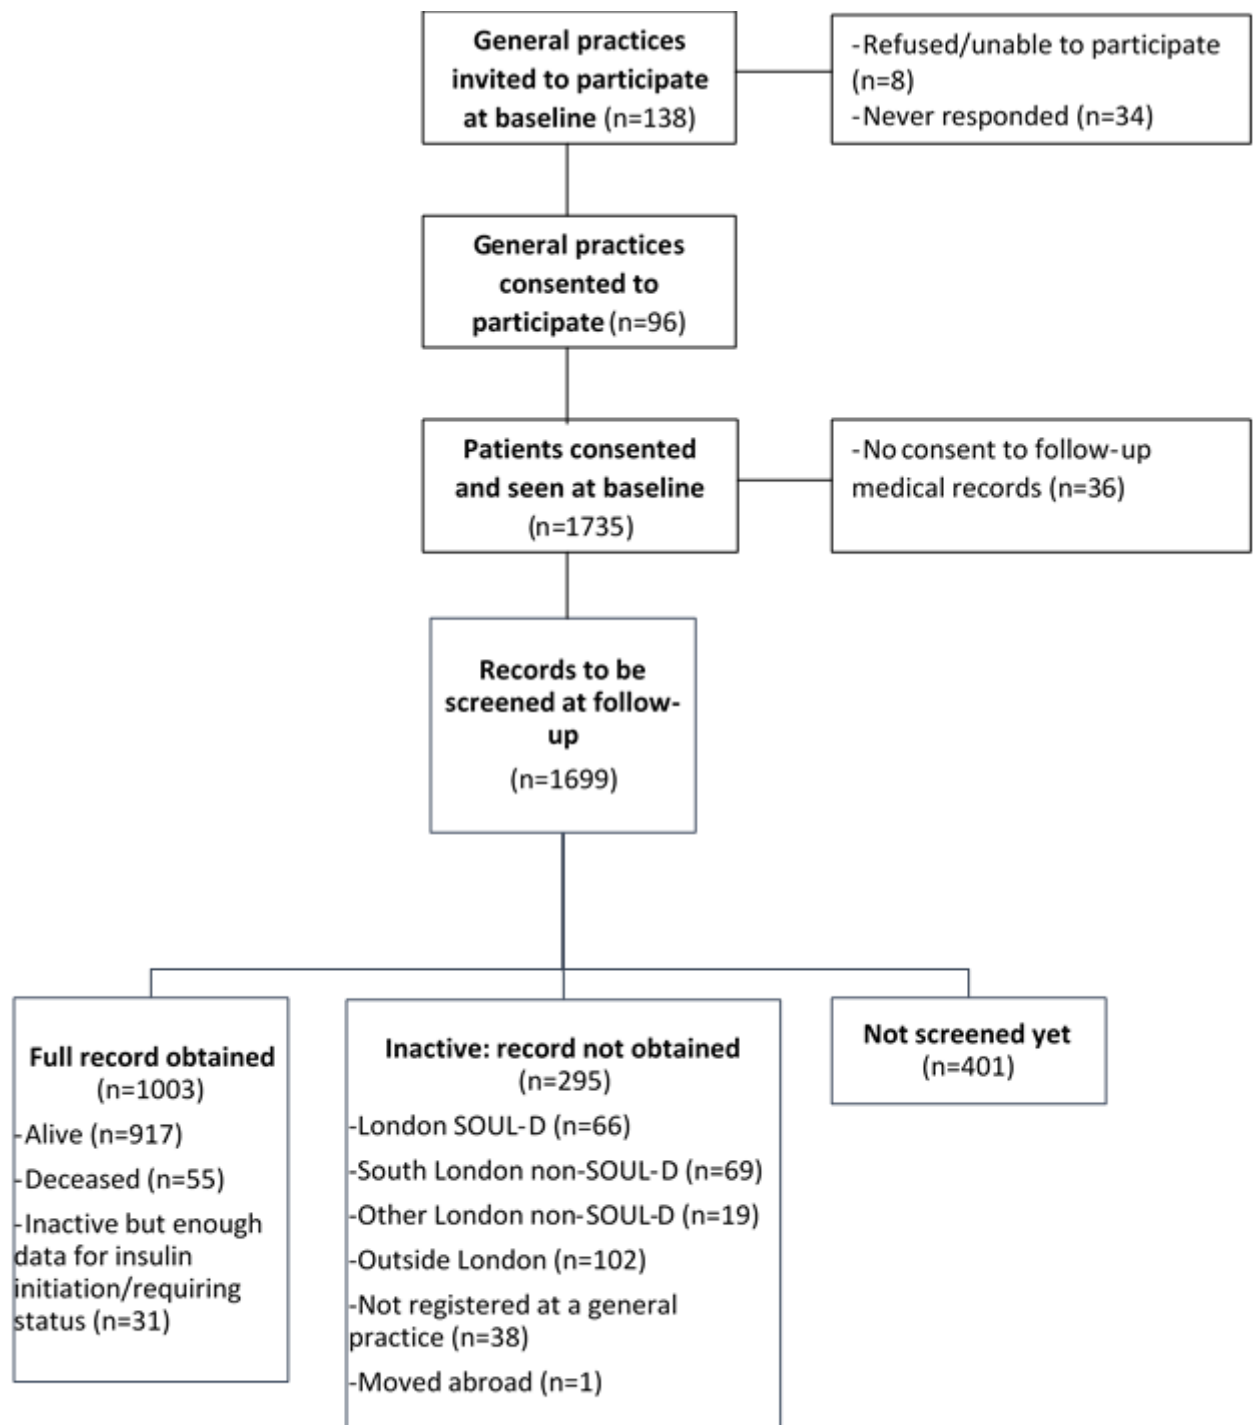 General practices
invited to participate
at baseline (n=138)
-Refused/unable to participate
(n=8)
-Never responded (n=34)
General practices
consented to
participate (n=96)
Patients consented
and seen at baseline
(n=1735)
-No consent to follow-up
medical records (n=36)
Records to be
screened at follow-
up
(n=1699)
Full record obtained
(n=1003)
-Alive (n=917)
-Deceased (n=55)
-Inactive but enough
data for insulin
initiation/requiring
status (n=31)
Inactive: record not obtained
(n=295)
-London SOUL-D (n=66)
-South London non-SOUL-D (n=69)
-Other London non-SOUL-D (n=19)
-Outside London (n=102)
-Not registered at a general
practice (n=38)
-Moved abroad (n=1)
Not screened yet
(n=401)